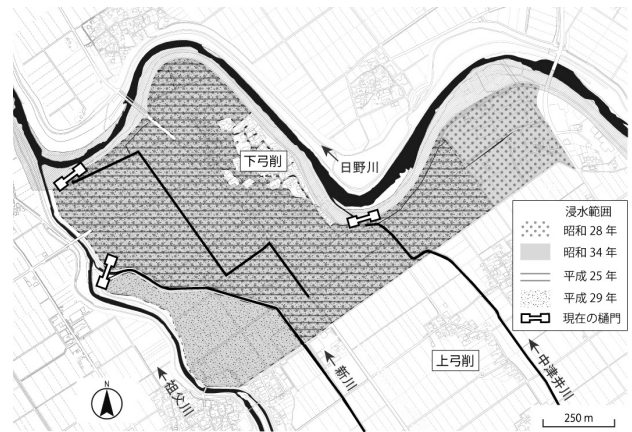 下弓削
日野川
浸水範囲
昭和 28 年
昭和 34 年
平成 25 年
平成 29 年
現在の樋門
上弓削
中津井川
新川
祖父川
N
250 m